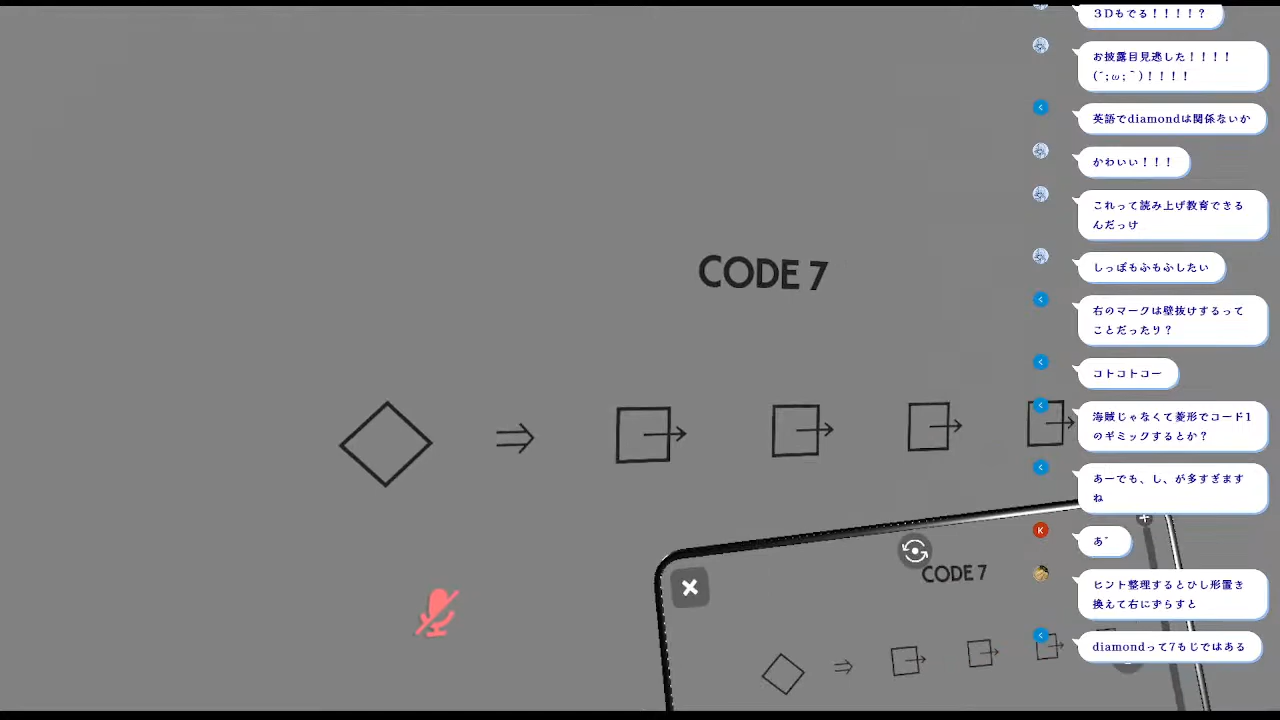 CODE 7
CODE 7
3Dもでる！！！！？
お披露目見逃した！！！！
(´;ω;｀)！！！！
英語でdiamondは関係ないか
かわいい！！！
これって読み上げ教育できる
んだっけ
しっぽもふもふしたい
右のマークは壁抜けするって
ことだったり？
コトコトコー
海賊じゃなくて菱形でコード1
のギミックするとか？
あーでも、し、が多すぎます
ね
K
あ゛
ヒント整理するとひし形置き
換えて右にずらすと
diamondって7もじではある